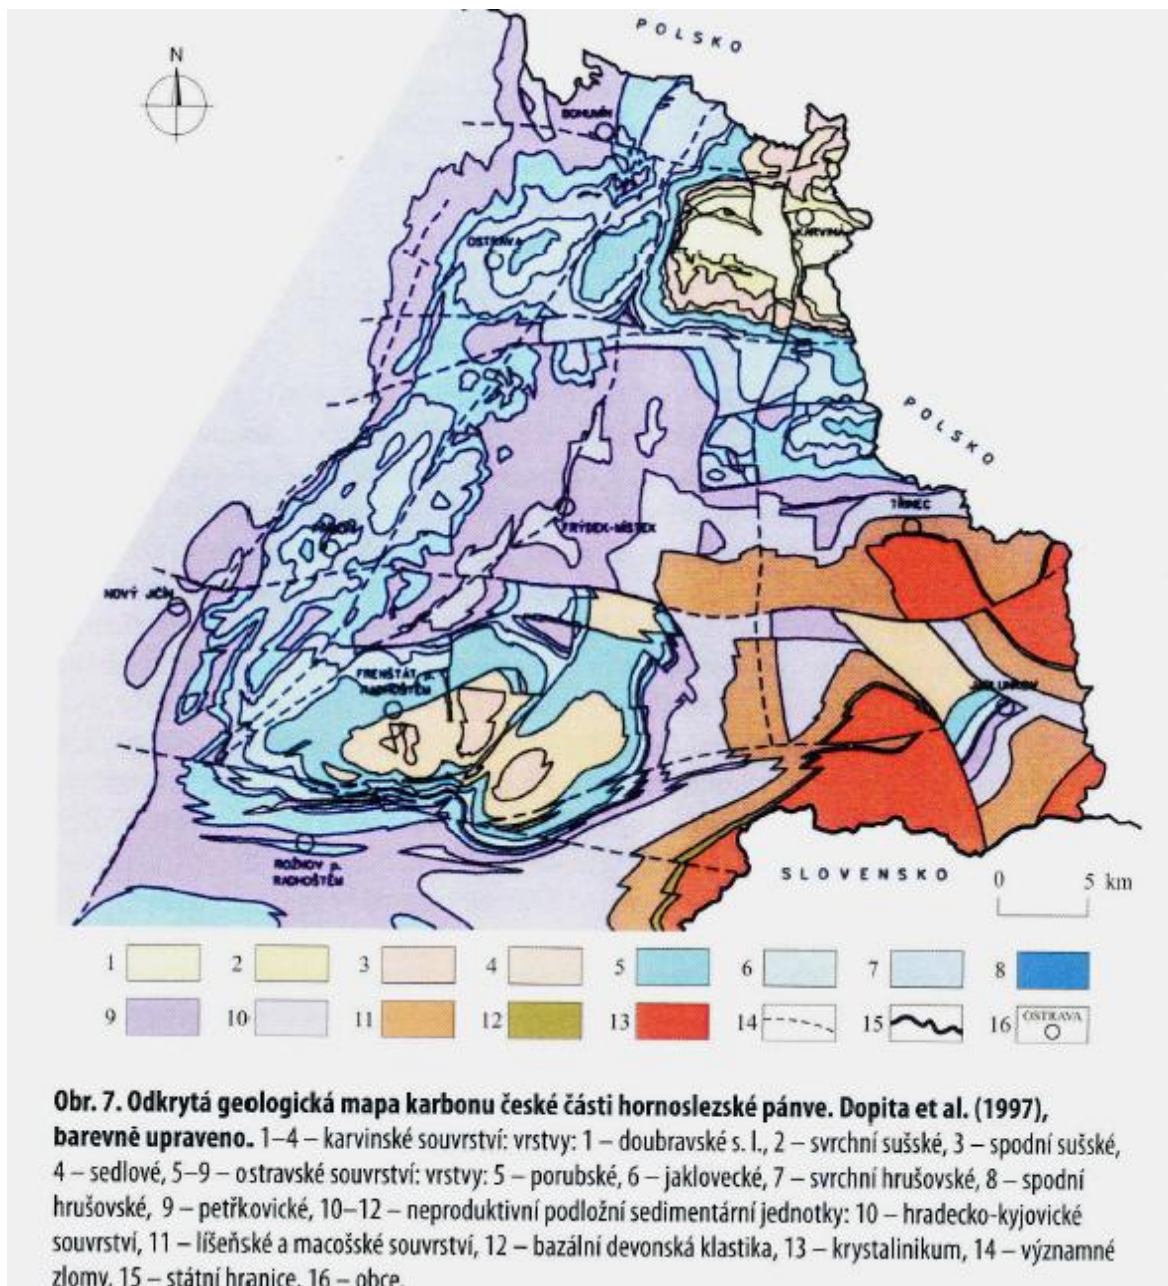 POLSKO
N
BOHUMÍN
KARVINÁ
OSTRAVA
POLSKO
TŘINEC
FRÝDEK-MÍSTEK
NOVÝ JIČÍN
FRENŠTÁT p.
RADHOŠTĚM
ROŽNOV p.
RADHOŠTĚM
SLOVENSKO
0 5 km
1 2 3 4 5 6 7 8
9 10 11 12 13 14 15 16 OSTRAVA
Obr. 7. Odkrytá geologická mapa karbonu české části hornoslezské pánve. Dopita et al. (1997),
barevně upraveno. 1–4 – karvinské souvrství: vrstvy: 1 – doubravské s. l., 2 – svrchní sušské, 3 – spodní sušské,
4 – sedlové, 5–9 – ostravské souvrství: vrstvy: 5 – porubské, 6 – jaklovecké, 7 – svrchní hrušovské, 8 – spodní
hrušovské, 9 – petřkovické, 10–12 – neproduktivní podložní sedimentární jednotky: 10 – hradecko-kyjovické
souvrství, 11 – líšeňské a macošské souvrství, 12 – bazální devonská klastika, 13 – krystalinikum, 14 – významné
zlomy, 15 – státní hranice, 16 – obce.